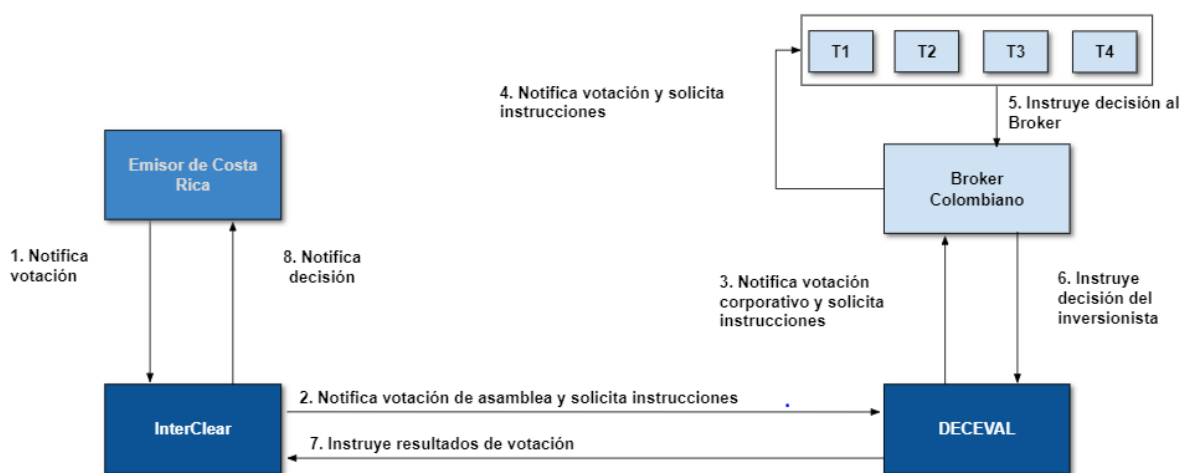 T1
T2
T3
T4
4. Notifica votación y solicita
instrucciones
5. Instruye decisión al
Broker
Emisor de Costa
Rica
Broker
Colombiano
1. Notifica
votación
8. Notifica
decisión
3. Notifica votación
corporativo y solicita
instrucciones
6. Instruye
decisión del
inversionista
InterClear
2. Notifica votación de asamblea y solicita instrucciones
7. Instruye resultados de votación
DECEVAL